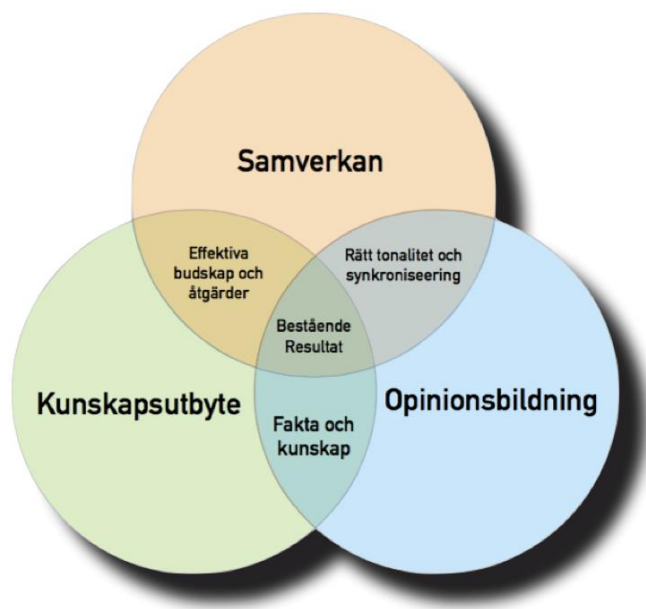 Samverkan
Effektiva
budskap och
åtgärder
Rätt tonalitet och
synkroniseering
Bestående
Resultat
Kunskapsutbyte
Opinionsbildning
Fakta och
kunskap